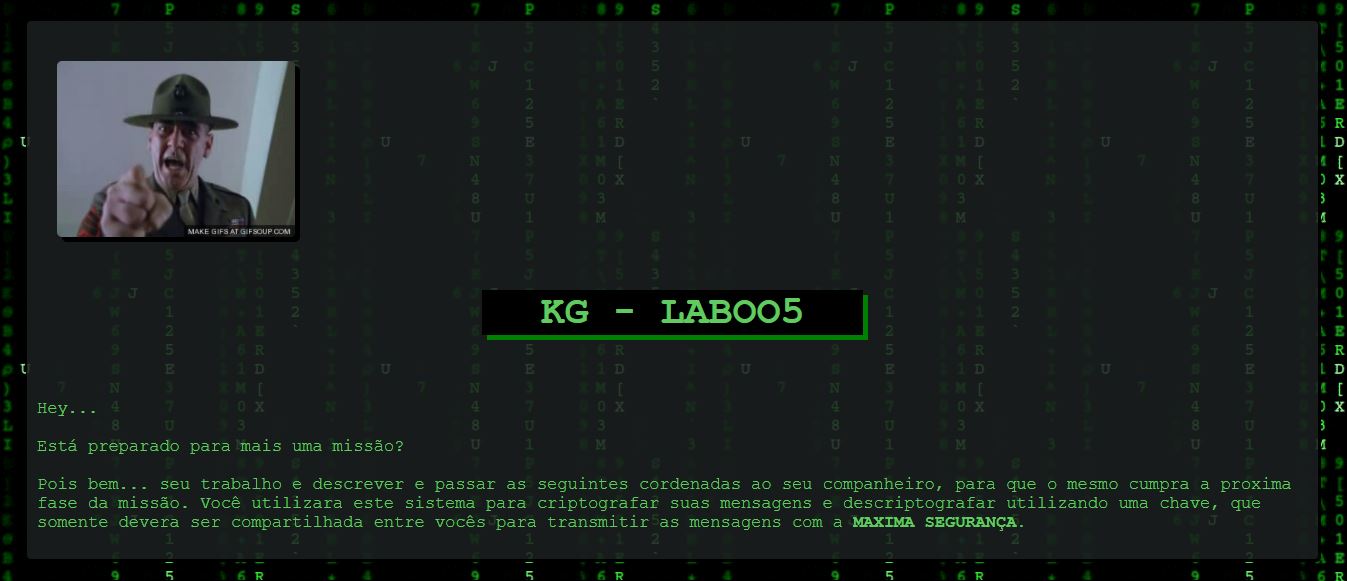 MAKE GIFS AT GIFSOUP.COM
KG - LABOO5
Hey...
Está preparado para mais uma missão?
Pois bem... seu trabalho e descrever e passar as seguintes cordenadas ao seu companheiro, para que o mesmo cumpra a proxima
fase da missão. Você utilizara este sistema para criptografar suas mensagens e descriptografar utilizando uma chave, que
somente devera ser compartilhada entre vocês para transmitir as mensagens com a MAXIMA SEGURANÇA.